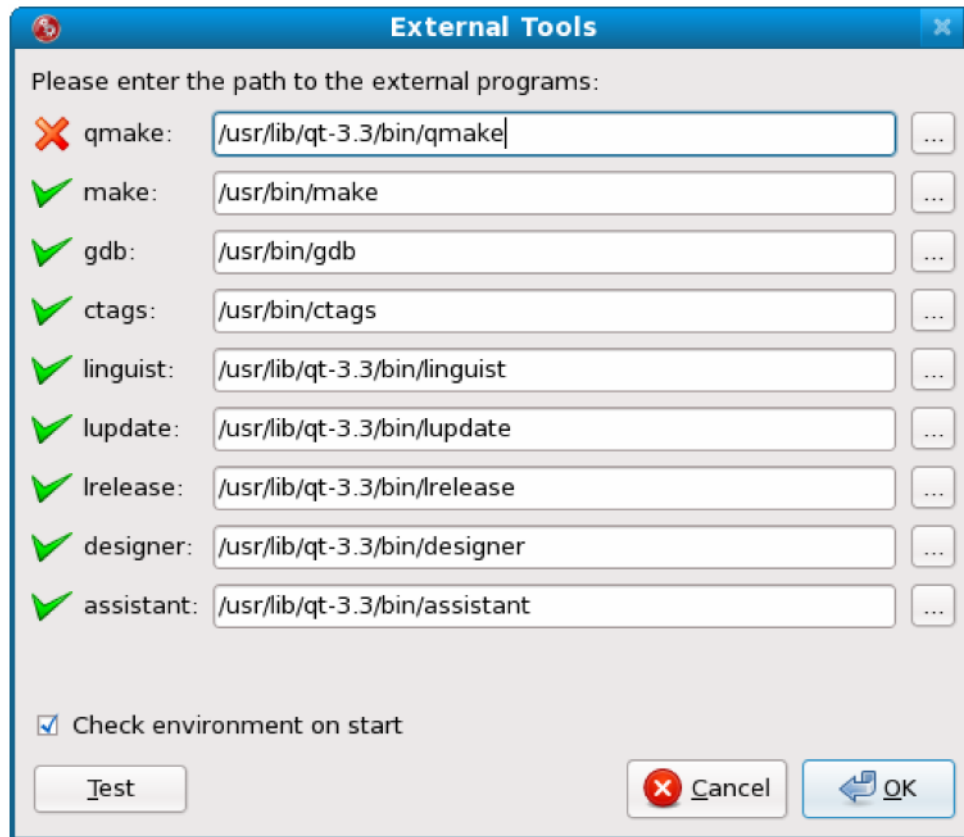 External Tools
Please enter the path to the external programs:
qmake: /usr/lib/qt-3.3/bin/qmake ...
make: /usr/bin/make ...
gdb: /usr/bin/gdb ...
ctags: /usr/bin/ctags ...
linguist: /usr/lib/qt-3.3/bin/linguist ...
lupdate: /usr/lib/qt-3.3/bin/lupdate ...
lrelease: /usr/lib/qt-3.3/bin/lrelease ...
designer: /usr/lib/qt-3.3/bin/designer ...
assistant: /usr/lib/qt-3.3/bin/assistant ...
Check environment on start
Test Cancel OK